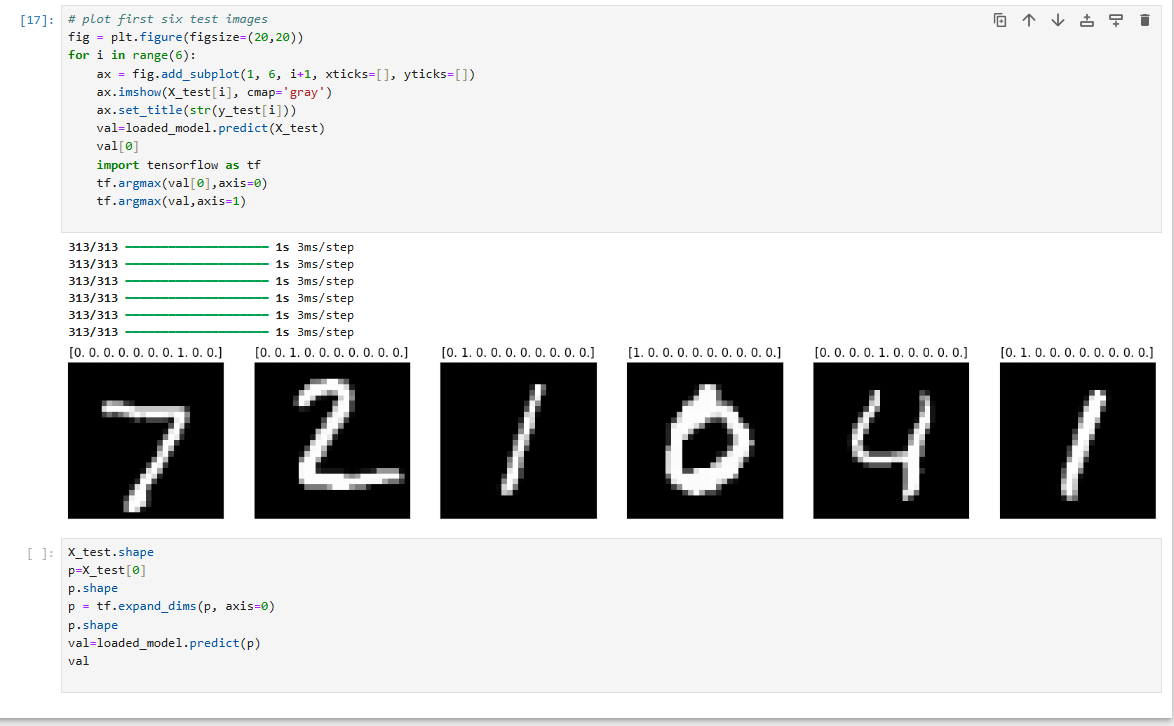 [17]: # plot first six test images
fig = plt.figure(figsize=(20,20))
for i in range(6):
    ax = fig.add_subplot(1, 6, i+1, xticks=[], yticks=[])
    ax.imshow(X_test[i], cmap='gray')
    ax.set_title(str(y_test[i]))
    val=loaded_model.predict(X_test)
    val[0]
    import tensorflow as tf
    tf.argmax(val[0],axis=0)
    tf.argmax(val,axis=1)
313/313 ━━━━━━━━━━━━━━━━━━━━ 1s 3ms/step
313/313 ━━━━━━━━━━━━━━━━━━━━ 1s 3ms/step
313/313 ━━━━━━━━━━━━━━━━━━━━ 1s 3ms/step
313/313 ━━━━━━━━━━━━━━━━━━━━ 1s 3ms/step
313/313 ━━━━━━━━━━━━━━━━━━━━ 1s 3ms/step
313/313 ━━━━━━━━━━━━━━━━━━━━ 1s 3ms/step
[0. 0. 0. 0. 0. 0. 0. 1. 0. 0.] [0. 0. 1. 0. 0. 0. 0. 0. 0. 0.] [0. 1. 0. 0. 0. 0. 0. 0. 0. 0.] [1. 0. 0. 0. 0. 0. 0. 0. 0. 0.] [0. 0. 0. 0. 1. 0. 0. 0. 0. 0.] [0. 1. 0. 0. 0. 0. 0. 0. 0. 0.]
7 2 1 0 4 1
[ ]: X_test.shape
p=X_test[0]
p.shape
p = tf.expand_dims(p, axis=0)
p.shape
val=loaded_model.predict(p)
val